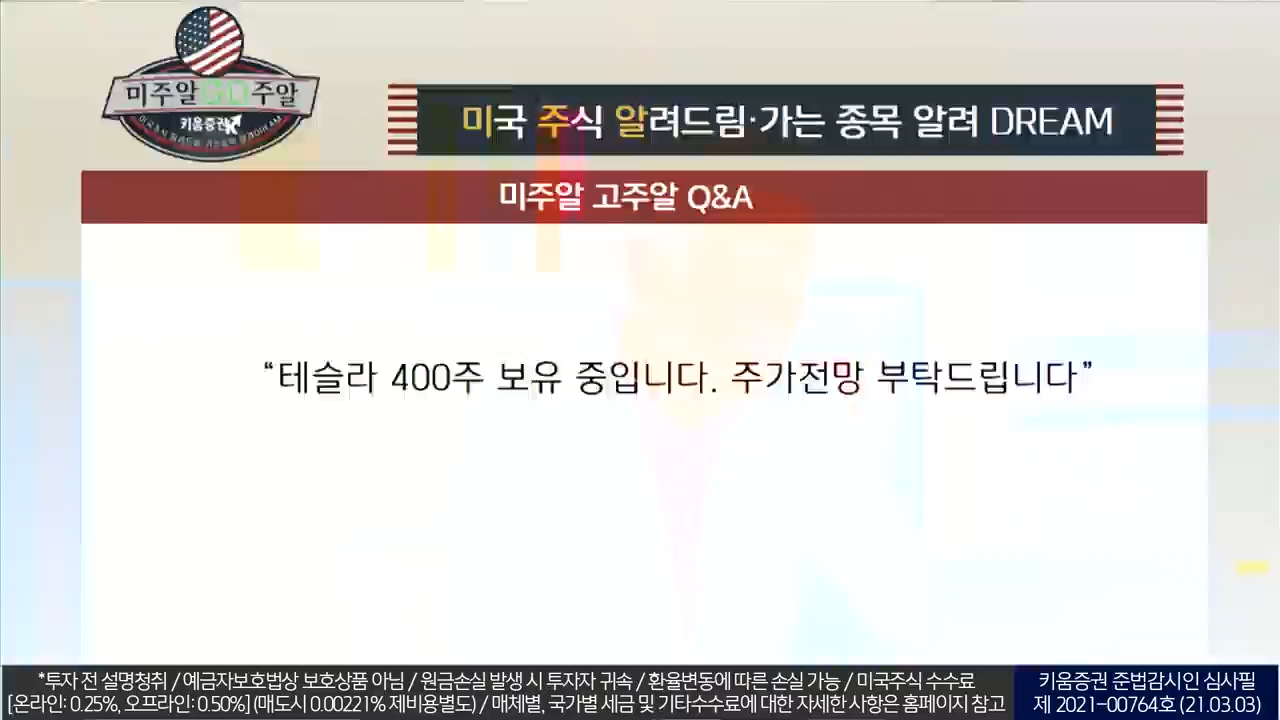 미주알GO주알
키움증권
미국 주식 알려드림·가는 종목 알려 DREAM
미주알 고주알 Q&A
“테슬라 400주 보유 중입니다. 주가전망 부탁드립니다”
*투자 전 설명청취 / 예금자보호법상 보호상품 아님 / 원금손실 발생 시 투자자 귀속 / 환율변동에 따른 손실 가능 / 미국주식 수수료
[온라인: 0.25%, 오프라인: 0.50%] (매도시 0.00221% 제비용별도) / 매체별, 국가별 세금 및 기타수수료에 대한 자세한 사항은 홈페이지 참고
키움증권 준법감시인 심사필
제 2021-00764호 (21.03.03)